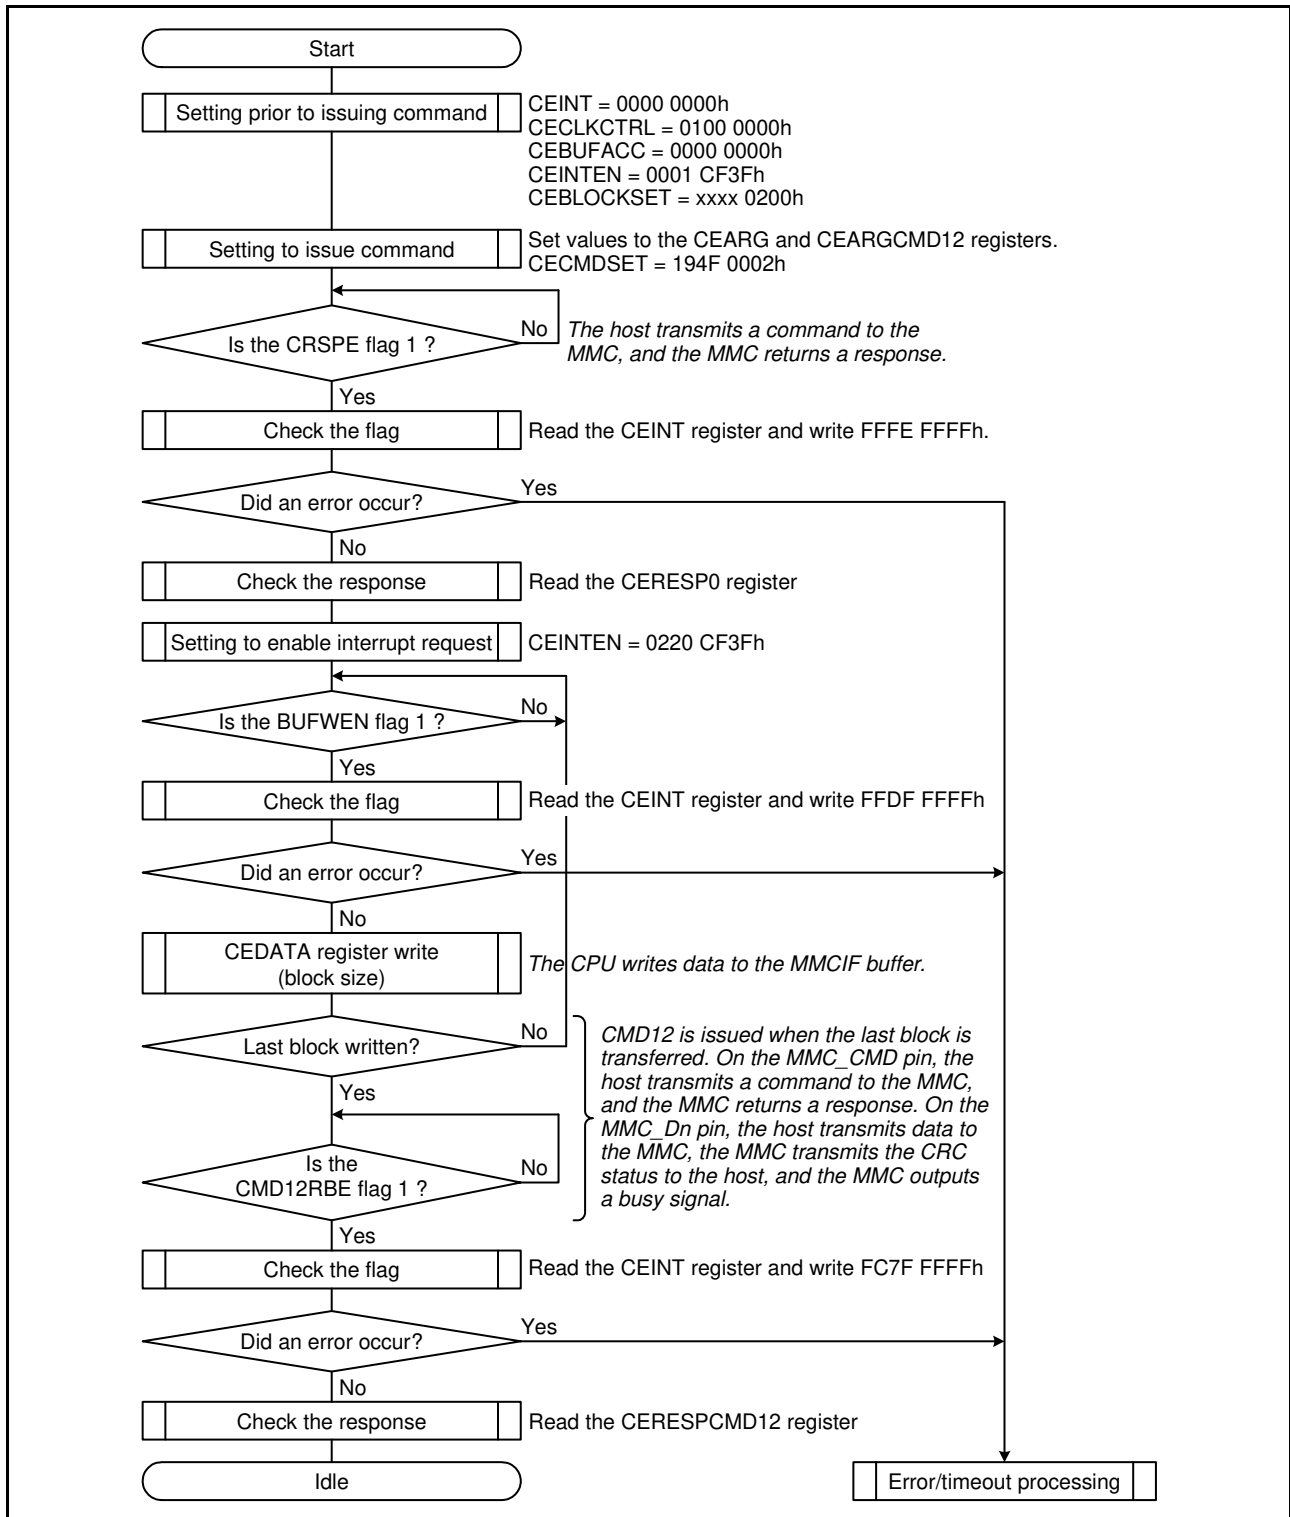 Start
Setting prior to issuing command
CEINT = 0000 0000h
CECLKCTRL = 0100 0000h
CEBUFACC = 0000 0000h
CEINTEN = 0001 CF3Fh
CEBLOCKSET = xxxx 0200h
Setting to issue command
Set values to the CEARG and CEARGCMD12 registers.
CECMDSET = 194F 0002h
Is the CRSPE flag 1 ?
No
The host transmits a command to the
MMC, and the MMC returns a response.
Yes
Check the flag
Read the CEINT register and write FFFE FFFFh.
Did an error occur?
Yes
No
Check the response
Read the CERESP0 register
Setting to enable interrupt request
CEINTEN = 0220 CF3Fh
Is the BUFWEN flag 1 ?
No
Yes
Check the flag
Read the CEINT register and write FFDF FFFFh
Did an error occur?
Yes
No
CEDATA register write
(block size)
The CPU writes data to the MMCIF buffer.
Last block written?
No
Yes
CMD12 is issued when the last block is
transferred. On the MMC_CMD pin, the
host transmits a command to the MMC,
and the MMC returns a response. On the
MMC_Dn pin, the host transmits data to
the MMC, the MMC transmits the CRC
status to the host, and the MMC outputs
a busy signal.
Is the
CMD12RBE flag 1 ?
No
Yes
Check the flag
Read the CEINT register and write FC7F FFFFh
Did an error occur?
Yes
No
Check the response
Read the CERESPCMD12 register
Idle
Error/timeout processing